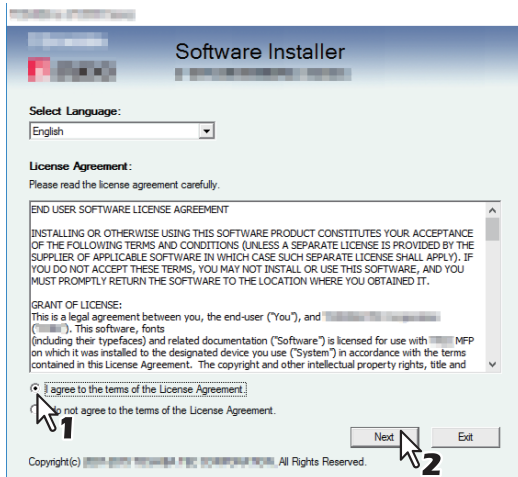 Software Installer
Select Language:
English
License Agreement:
Please read the license agreement carefully.
END USER SOFTWARE LICENSE AGREEMENT
INSTALLING OR OTHERWISE USING THIS SOFTWARE PRODUCT CONSTITUTES YOUR ACCEPTANCE
OF THE FOLLOWING TERMS AND CONDITIONS (UNLESS A SEPARATE LICENSE IS PROVIDED BY THE
SUPPLIER OF APPLICABLE SOFTWARE IN WHICH CASE SUCH SEPARATE LICENSE SHALL APPLY). IF
YOU DO NOT ACCEPT THESE TERMS, YOU MAY NOT INSTALL OR USE THIS SOFTWARE, AND YOU
MUST PROMPTLY RETURN THE SOFTWARE TO THE LOCATION WHERE YOU OBTAINED IT.
GRANT OF LICENSE:
This is a legal agreement between you, the end-user ("You"), and
("). This software, fonts
(including their typefaces) and related documentation ("Software") is licensed for use with MFP
on which it was installed to the designated device you use ("System") in accordance with the terms
contained in this License Agreement. The copyright and other intellectual property rights, title and
I agree to the terms of the License Agreement.
do not agree to the terms of the License Agreement.
1
Next Exit
2
Copyright(c) All Rights Reserved.